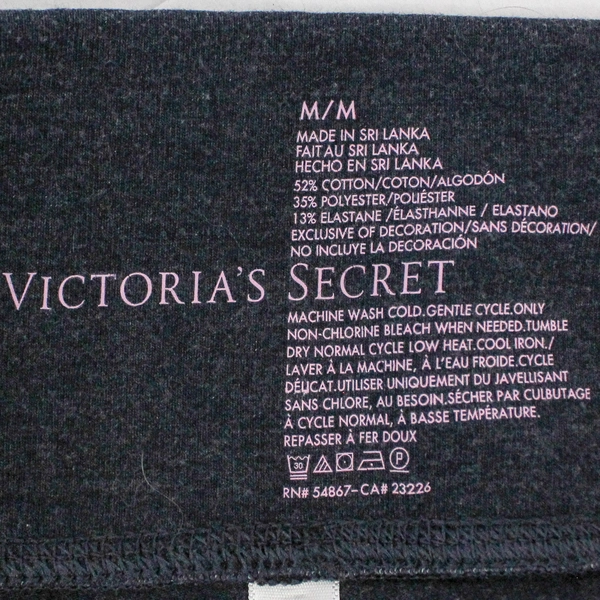 M/M
MADE IN SRI LANKA
FAIT AU SRI LANKA
HECHO EN SRI LANKA
52% COTTON/COTON/ALGODÓN
35% POLYESTER/POLIÉSTER
13% ELASTANE /ÉLASTHANNE / ELASTANO
EXCLUSIVE OF DECORATION/SANS DÉCORATION/
NO INCLUYE LA DECORACIÓN
VICTORIA'S SECRET
MACHINE WASH COLD.GENTLE CYCLE.ONLY
NON-CHLORINE BLEACH WHEN NEEDED.TUMBLE
DRY NORMAL CYCLE LOW HEAT.COOL IRON./
LAVER À LA MACHINE, À L'EAU FROIDE.CYCLE
DÉLICAT.UTILISER UNIQUEMENT DU JAVELLISANT
SANS CHLORE, AU BESOIN.SÉCHER PAR CULBUTAGE
À CYCLE NORMAL, À BASSE TEMPÉRATURE.
REPASSER À FER DOUX
30 P
RN# 54867-CA# 23226